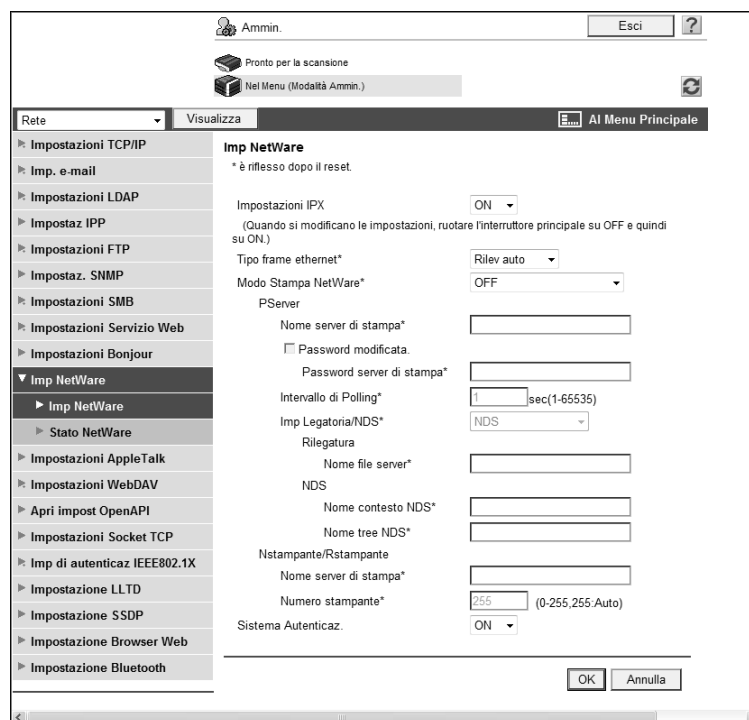 Ammin.
Esci
?
Pronto per la scansione
Nel Menu (Modalità Ammin.)
Rete
Visualizza
Al Menu Principale
Impostazioni TCP/IP
Imp. e-mail
Impostazioni LDAP
Impostaz IPP
Impostazioni FTP
Impostaz. SNMP
Impostazioni SMB
Impostazioni Servizio Web
Impostazioni Bonjour
Imp NetWare
Imp NetWare
Stato NetWare
Impostazioni AppleTalk
Impostazioni WebDAV
Apri impost OpenAPI
Impostazioni Socket TCP
Imp di autenticaz IEEE802.1X
Impostazione LLTD
Impostazione SSDP
Impostazione Browser Web
Impostazione Bluetooth
Imp NetWare
* è riflesso dopo il reset.
Impostazioni IPX
ON
(Quando si modificano le impostazioni, ruotare l'interruttore principale su OFF e quindi
su ON.)
Tipo frame ethernet*
Rilev auto
Modo Stampa NetWare*
OFF
PServer
Nome server di stampa*
Password modificata.
Password server di stampa*
Intervallo di Polling*
1
sec(1-65535)
Imp Legatoria/NDS*
NDS
Rilegatura
Nome file server*
NDS
Nome contesto NDS*
Nome tree NDS*
Nstampante/Rstampante
Nome server di stampa*
Numero stampante*
255
(0-255,255:Auto)
Sistema Autenticaz.
ON
OK
Annulla